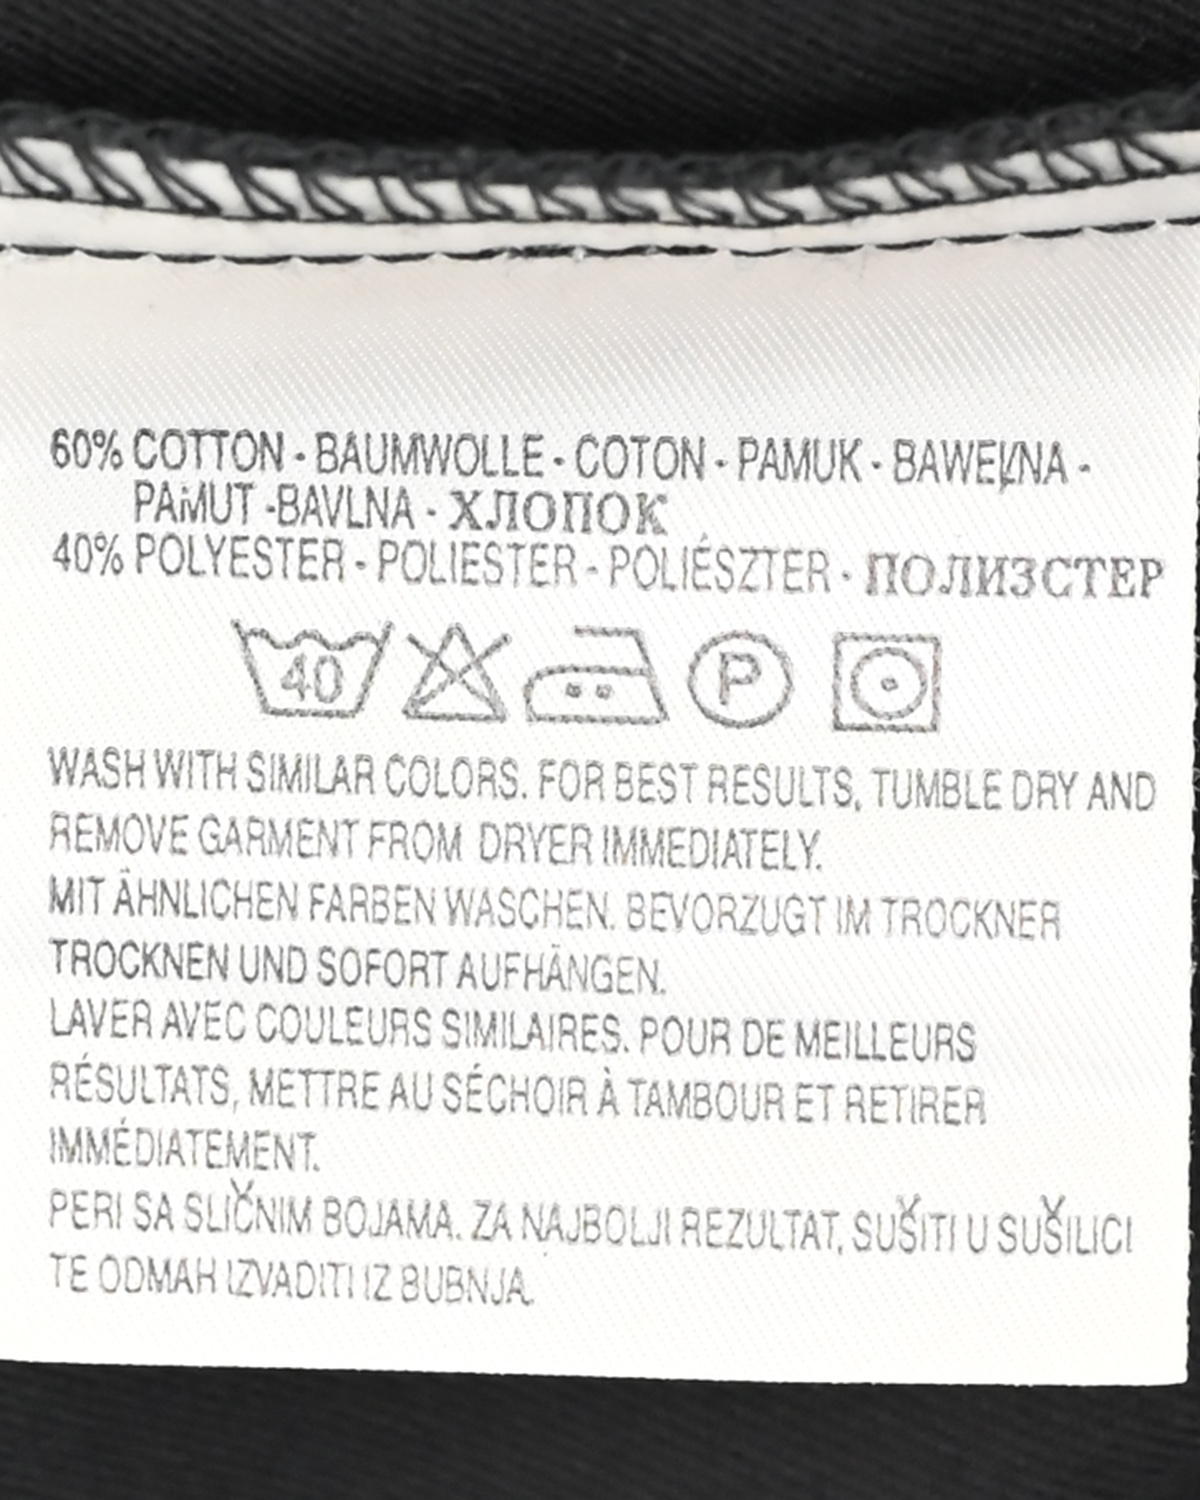 60% COTTON - BAUMWOLLE - COTON - PAMUK - BAWEŁNA -
PAMUT -BAVLNA - ХЛОПОК
40% POLYESTER - POLIESTER - POLIÉSZTER - ПОЛИЗСТЕР
40 P
WASH WITH SIMILAR COLORS. FOR BEST RESULTS, TUMBLE DRY AND
REMOVE GARMENT FROM DRYER IMMEDIATELY.
MIT ÄHNLICHEN FARBEN WASCHEN. BEVORZUGT IM TROCKNER
TROCKNEN UND SOFORT AUFHÄNGEN.
LAVER AVEC COULEURS SIMILAIRES. POUR DE MEILLEURS
RÉSULTATS, METTRE AU SÉCHOIR À TAMBOUR ET RETIRER
IMMÉDIATEMENT.
PERI SA SLIČNIM BOJAMA. ZA NAJBOLJI REZULTAT, SUŠITI U SUŠILICI
TE ODMAH IZVADITI IZ BUBNJA.